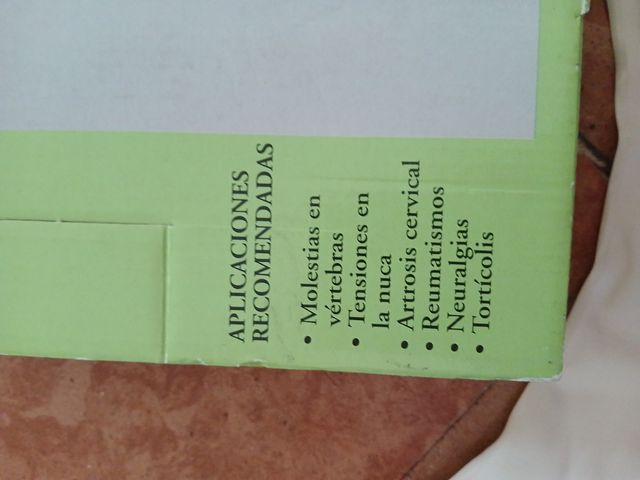 APLICACIONES
RECOMENDADAS
• Molestias en
vértebras
• Tensiones en
la nuca
• Artrosis cervical
• Reumatismos
• Neuralgias
• Tortícolis